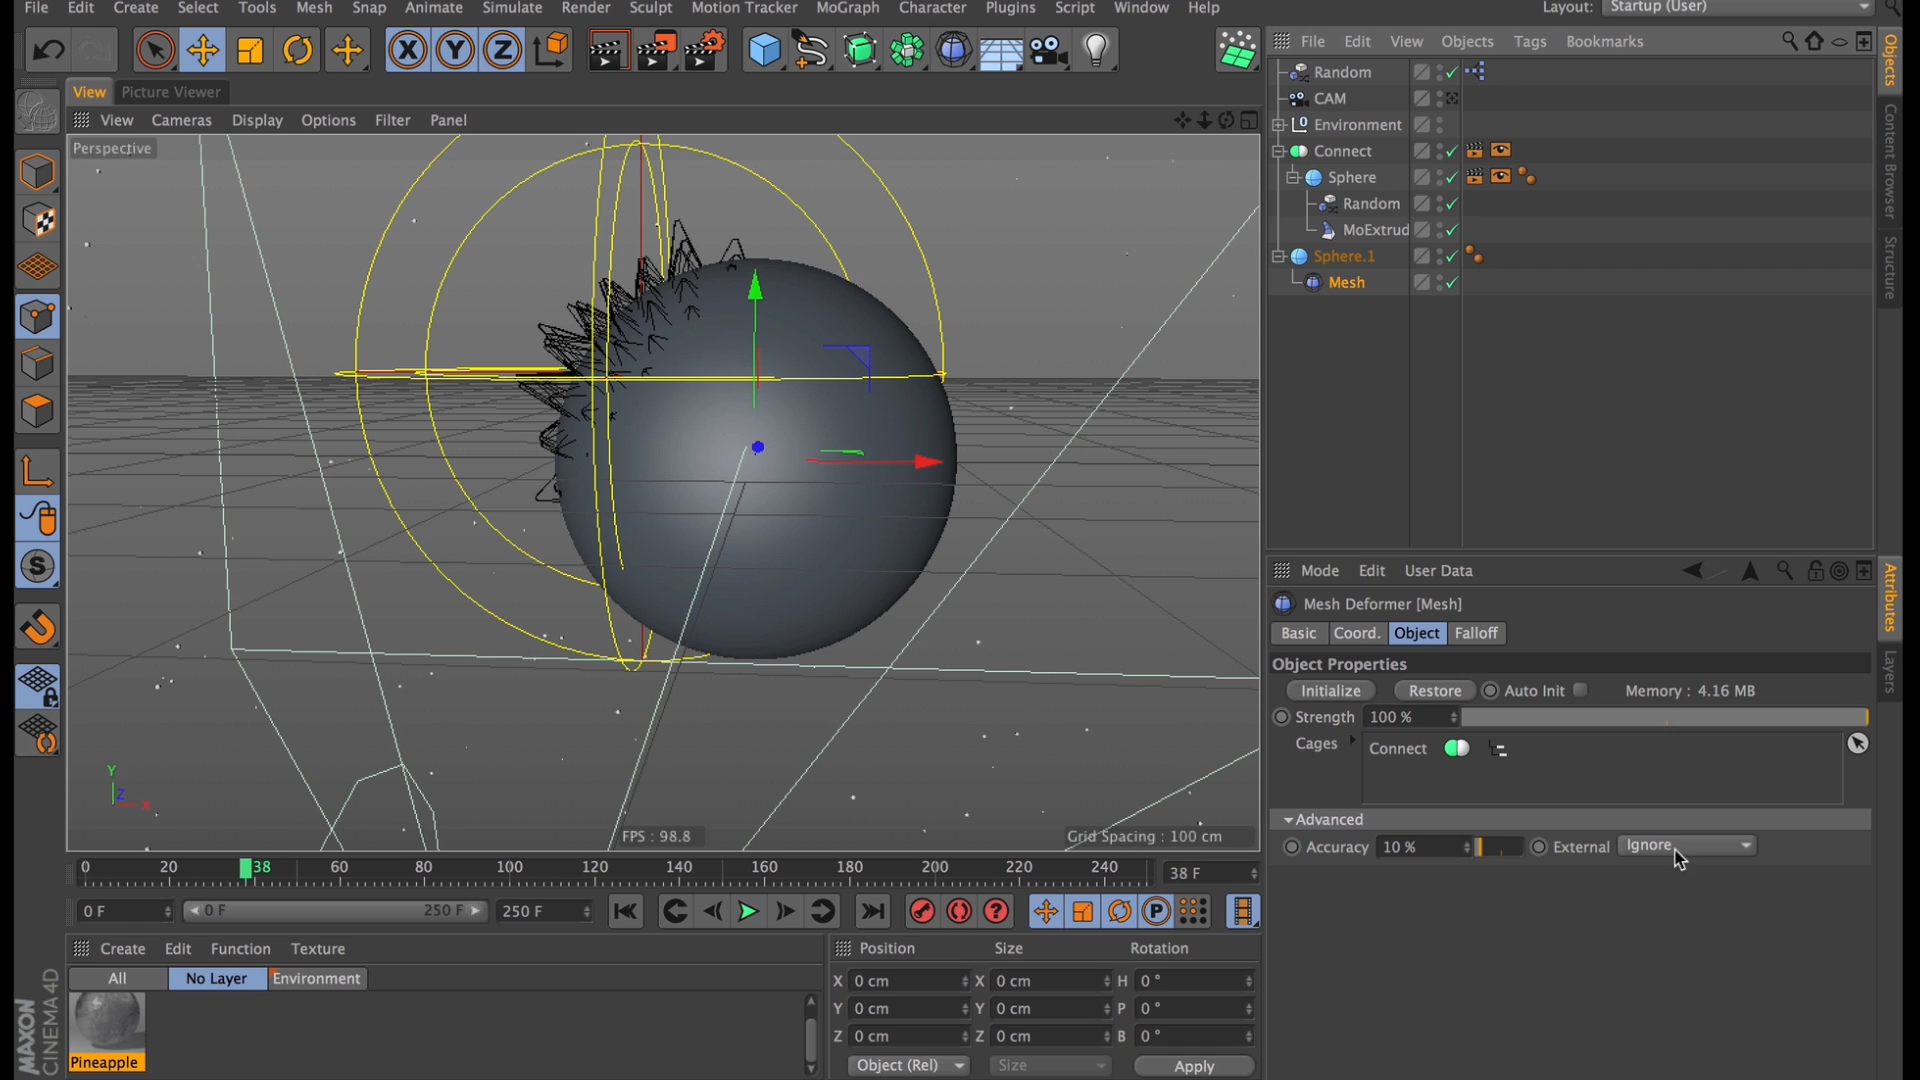 File Edit Create Select Tools Mesh Snap Animate Simulate Render Sculpt Motion Tracker MoGraph Character Plugins Script Window Help Layout: Startup (User)
X Y Z
File Edit View Objects Tags Bookmarks
Objects
Content Browser
Structure
View Picture Viewer
View Cameras Display Options Filter Panel
Perspective
Random
CAM
Environment
Connect
Sphere
Random
MoExtrud
Sphere.1
Mesh
Mode Edit User Data
Attributes
Layers
Mesh Deformer [Mesh]
Basic Coord. Object Falloff
Object Properties
Initialize Restore Auto Init Memory : 4.16 MB
Strength 100 %
Cages Connect
Advanced
Accuracy 10 % External Ignore
Y
Z
X
FPS : 98.8
Grid Spacing : 100 cm
0 20 38 60 80 100 120 140 160 180 200 220 240 38 F
0 F 0 F 250 F 250 F
Create Edit Function Texture
All No Layer Environment
Pineapple
Position Size Rotation
X 0 cm X 0 cm H 0 °
Y 0 cm Y 0 cm P 0 °
Z 0 cm Z 0 cm B 0 °
Object (Rel) Size Apply
MAXON
CINEMA4D